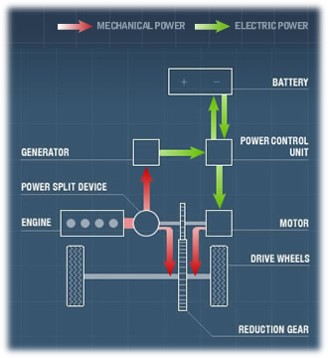 MECHANICAL POWER
ELECTRIC POWER
+ −
BATTERY
GENERATOR
POWER CONTROL
UNIT
POWER SPLIT DEVICE
ENGINE
MOTOR
DRIVE WHEELS
REDUCTION GEAR